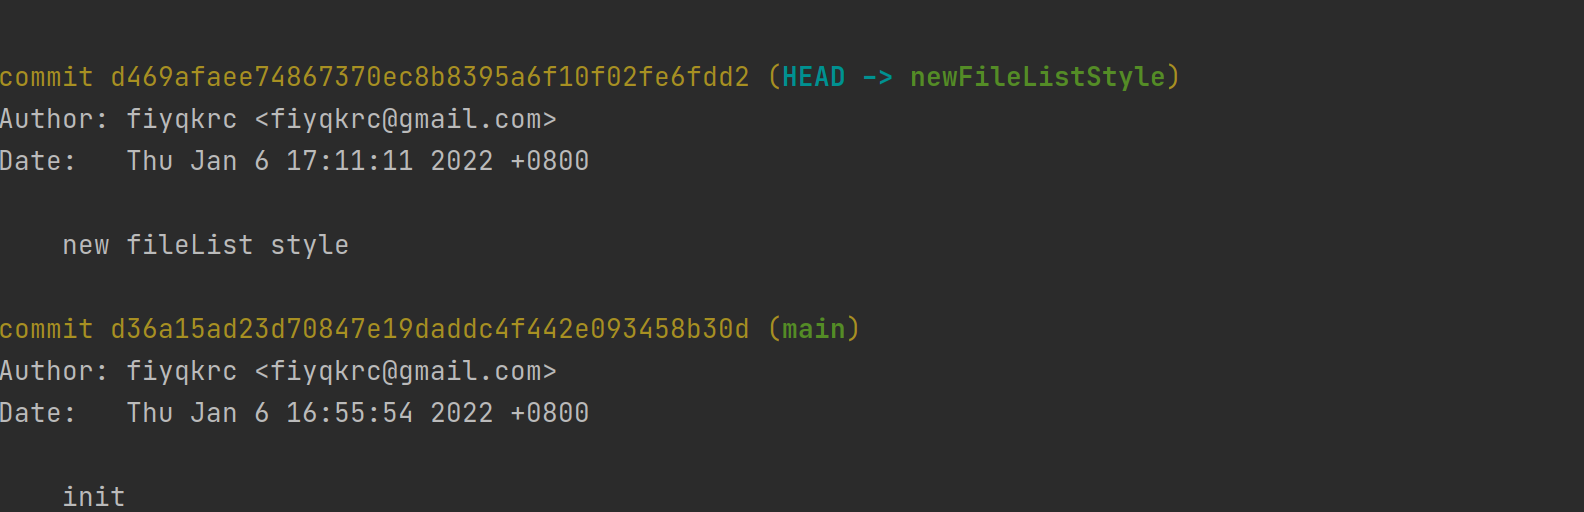 commit d469afaee74867370ec8b8395a6f10f02fe6fdd2 (HEAD -> newFileListStyle)
Author: fiyqkrc <fiyqkrc@gmail.com>
Date:   Thu Jan 6 17:11:11 2022 +0800
    new fileList style
commit d36a15ad23d70847e19daddc4f442e093458b30d (main)
Author: fiyqkrc <fiyqkrc@gmail.com>
Date:   Thu Jan 6 16:55:54 2022 +0800
    init